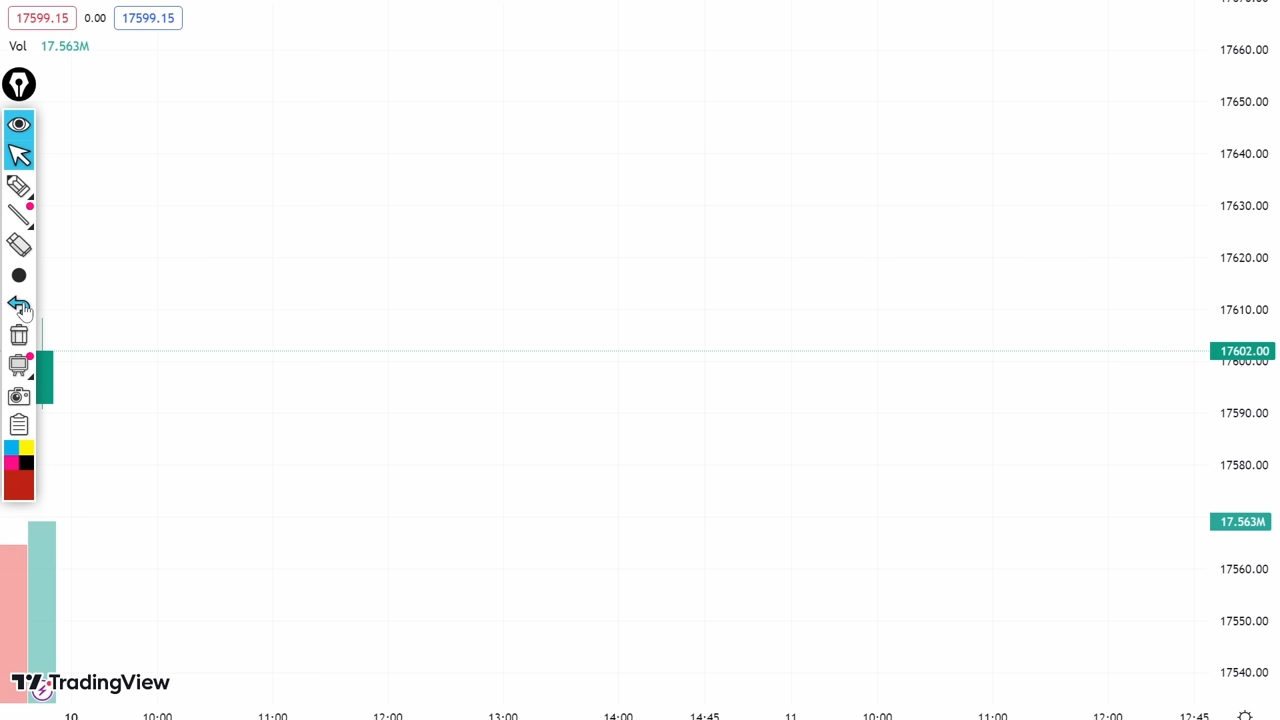 17599.15 0.00 17599.15
Vol 17.563M
17660.00
17650.00
17640.00
17630.00
17620.00
17610.00
17602.00
17600.00
17590.00
17580.00
17.563M
17560.00
17550.00
17540.00
TradingView
10 10:00 11:00 12:00 13:00 14:00 14:45 11 10:00 11:00 12:00 12:45